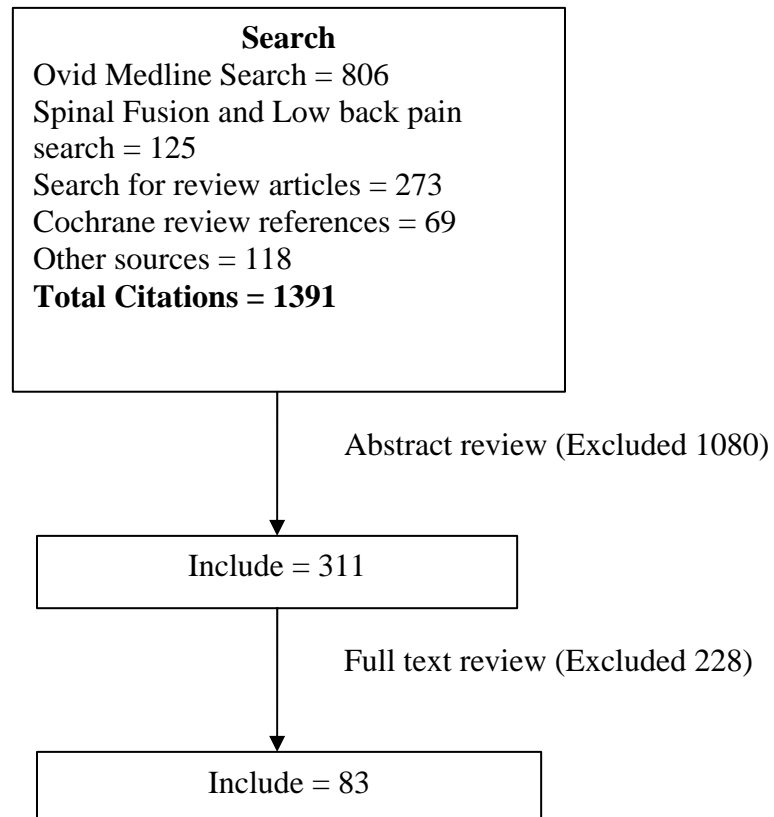 Search
Ovid Medline Search = 806
Spinal Fusion and Low back pain
search = 125
Search for review articles = 273
Cochrane review references = 69
Other sources = 118
Total Citations = 1391
Abstract review (Excluded 1080)
Include = 311
Full text review (Excluded 228)
Include = 83